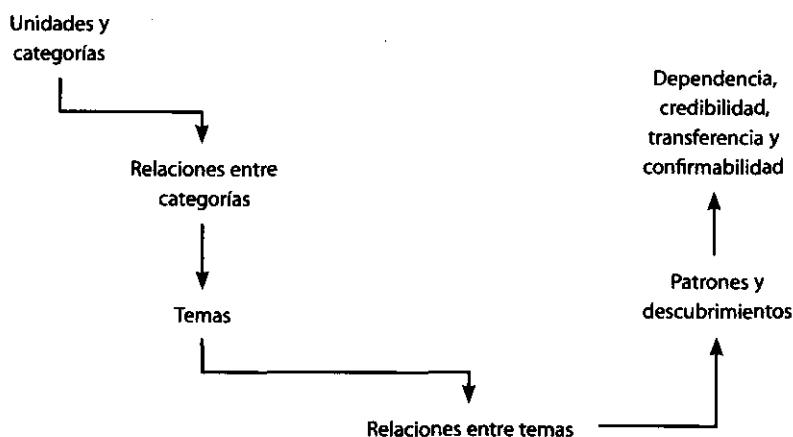 Unidades y
categorías
Relaciones entre
categorías
Temas
Relaciones entre temas
Patrones y
descubrimientos
Dependencia,
credibilidad,
transferencia y
confirmabilidad